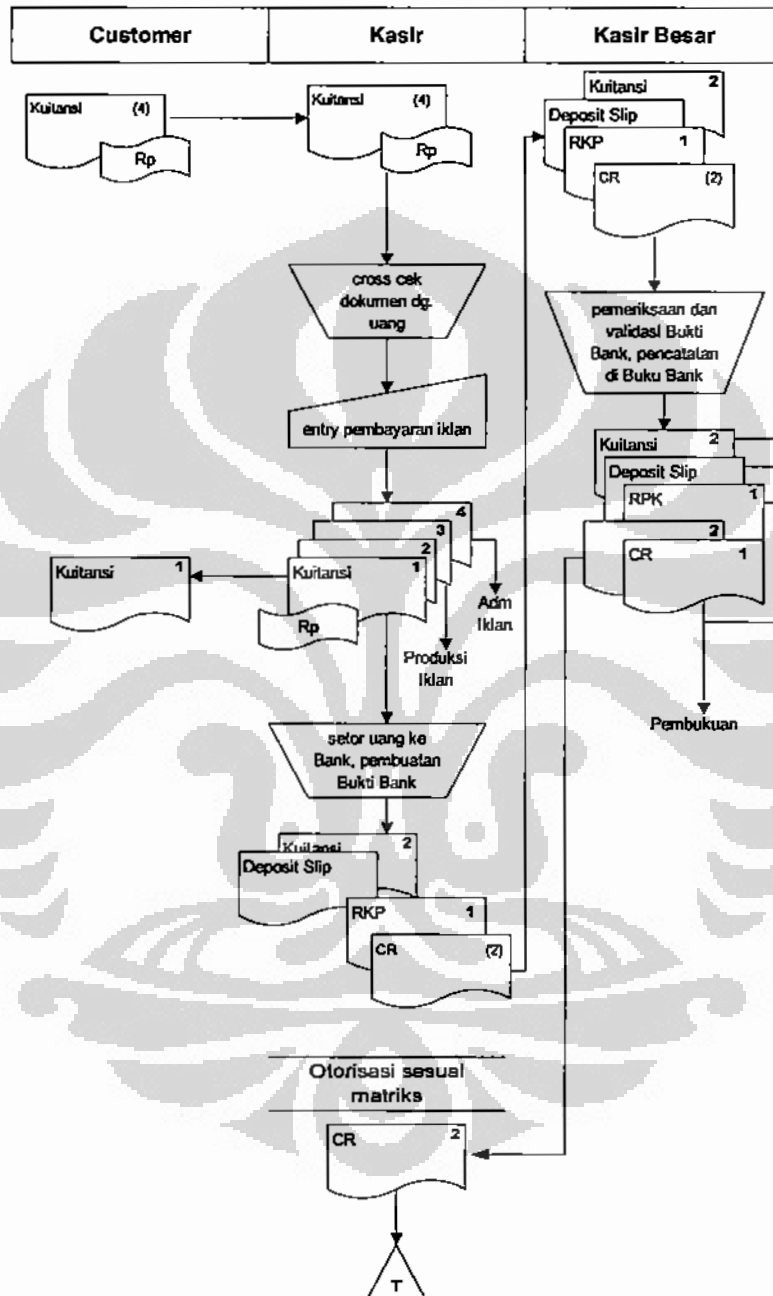 Customer
Kasir
Kasir Besar
Kuitansi (4)
Rp
Kuitansi (4)
Rp
Kuitansi 2
Deposit Slip
RKP 1
CR (2)
cross cek
dokumen dg.
uang
pemeriksaan dan
validasi Bukti
Bank, pencatatan
di Buku Bank
entry pembayaran iklan
4
3
2
Kuitansi 1
Rp
Kuitansi 1
Adm
Iklan
Produksi
Iklan
Kuitansi 2
Deposit Slip
RPK 1
2
CR 1
Pembukuan
setor uang ke
Bank, pembuatan
Bukti Bank
Kuitansi 2
Deposit Slip
RKP 1
CR (2)
Otorisasi sesuai
matriks
CR 2
T